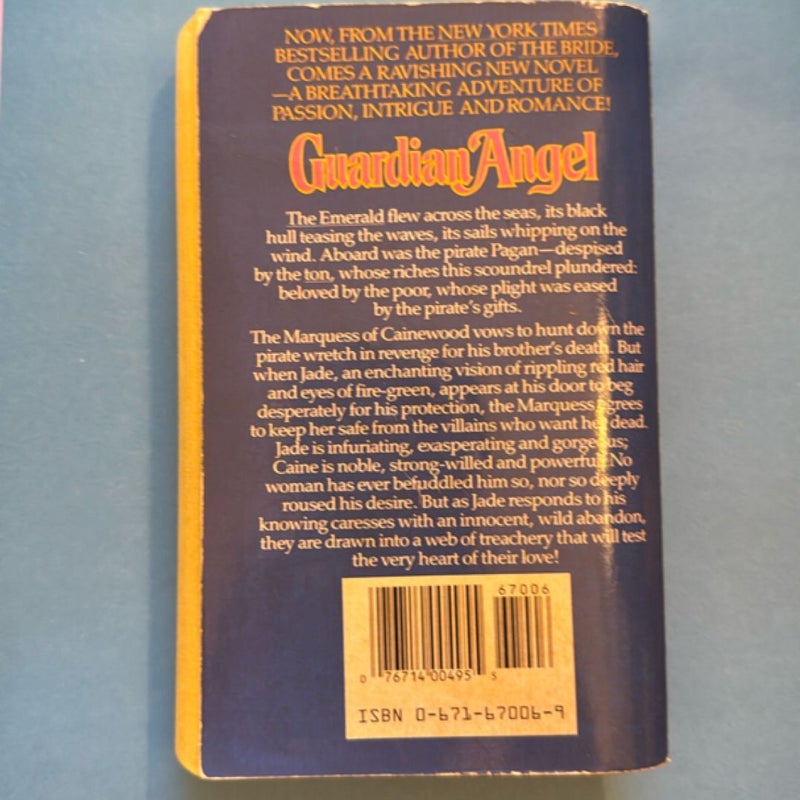 NOW, FROM THE NEW YORK TIMES
BESTSELLING AUTHOR OF THE BRIDE,
COMES A RAVISHING NEW NOVEL
—A BREATHTAKING ADVENTURE OF
PASSION, INTRIGUE AND ROMANCE!
Guardian Angel
The Emerald flew across the seas, its black
hull teasing the waves, its sails whipping on the
wind. Aboard was the pirate Pagan—despised
by the ton, whose riches this scoundrel plundered:
beloved by the poor, whose plight was eased
by the pirate's gifts.
The Marquess of Cainewood vows to hunt down the
pirate wretch in revenge for his brother's death. But
when Jade, an enchanting vision of rippling red hair
and eyes of fire-green, appears at his door to beg
desperately for his protection, the Marquess agrees
to keep her safe from the villains who want her dead.
Jade is infuriating, exasperating and gorgeous;
Caine is noble, strong-willed and powerful. No
woman has ever befuddled him so, nor so deeply
roused his desire. But as Jade responds to his
knowing caresses with an innocent, wild abandon,
they are drawn into a web of treachery that will test
the very heart of their love!
67006
0 76714 00495 3
ISBN 0-671-67006-9